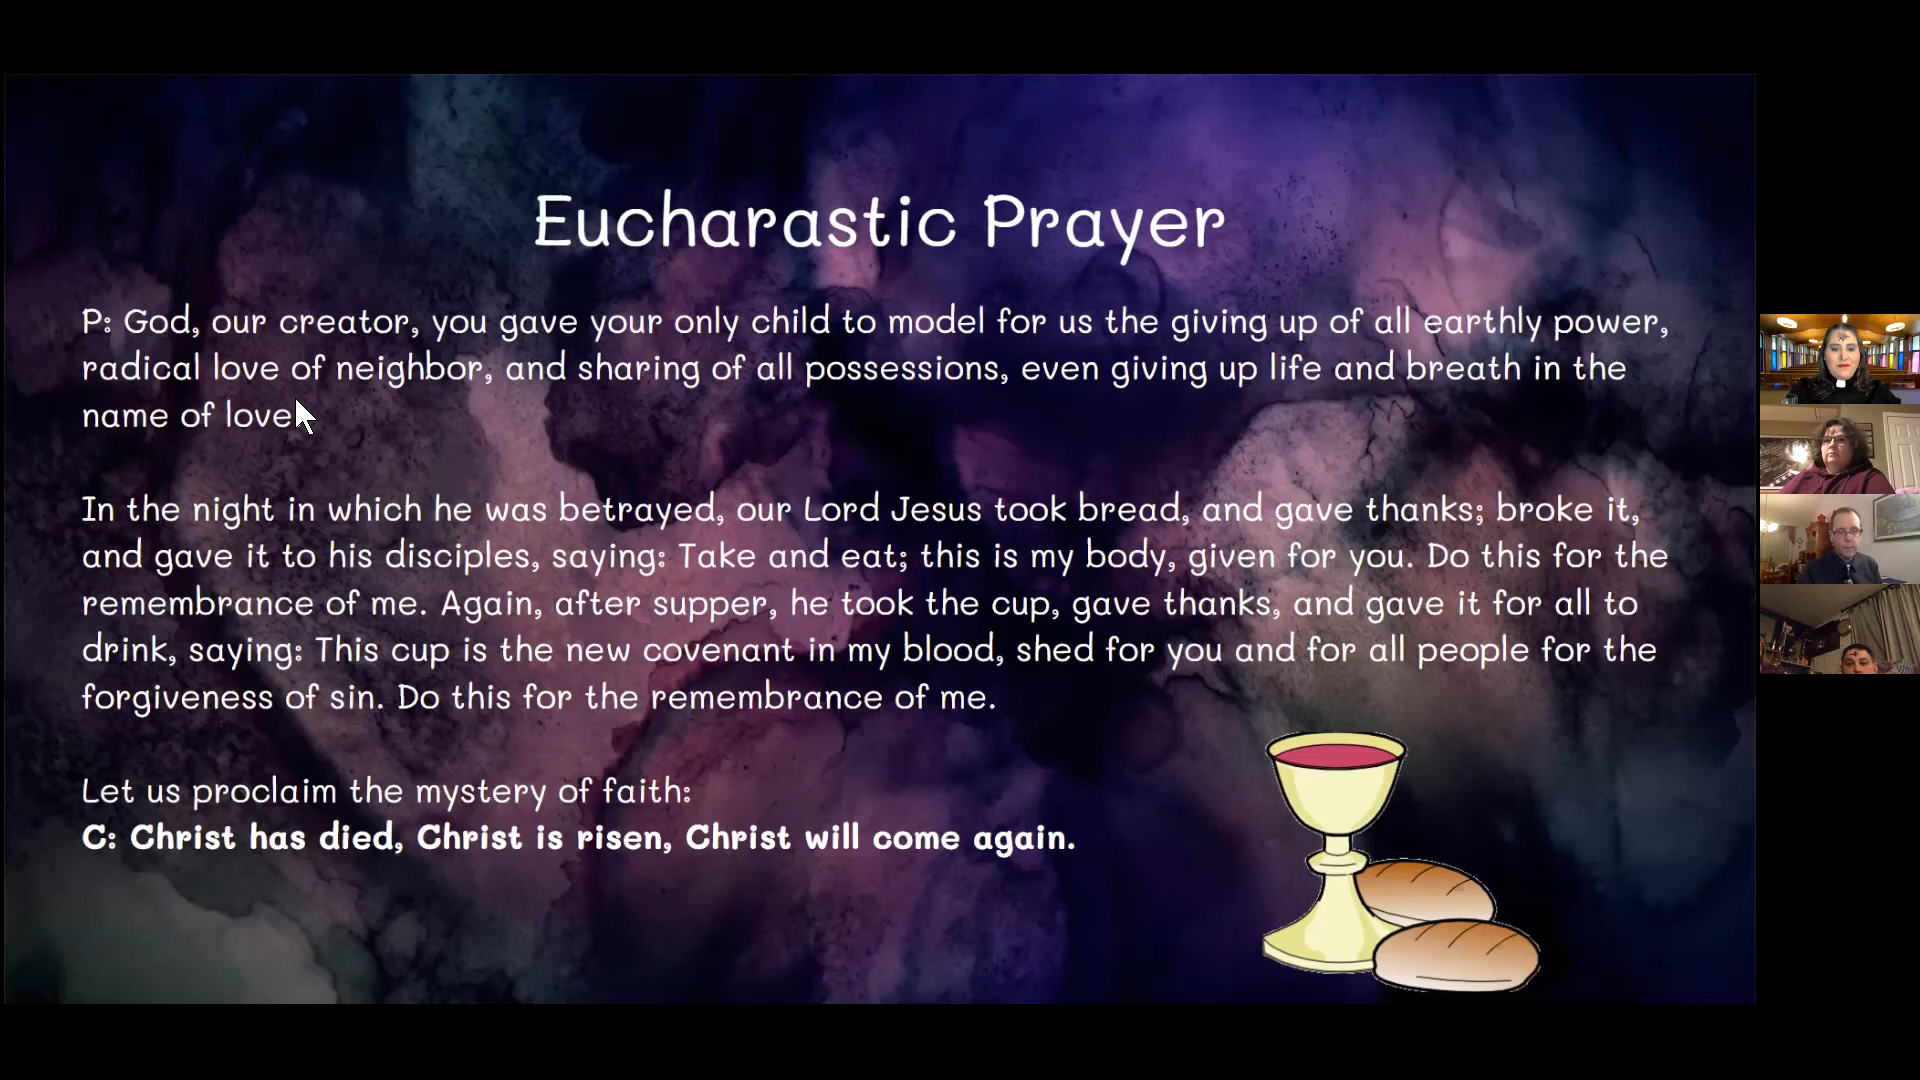 Eucharastic Prayer
P: God, our creator, you gave your only child to model for us the giving up of all earthly power,
radical love of neighbor, and sharing of all possessions, even giving up life and breath in the
name of love
In the night in which he was betrayed, our Lord Jesus took bread, and gave thanks; broke it,
and gave it to his disciples, saying: Take and eat; this is my body, given for you. Do this for the
remembrance of me. Again, after supper, he took the cup, gave thanks, and gave it for all to
drink, saying: This cup is the new covenant in my blood, shed for you and for all people for the
forgiveness of sin. Do this for the remembrance of me.
Let us proclaim the mystery of faith:
C: Christ has died, Christ is risen, Christ will come again.